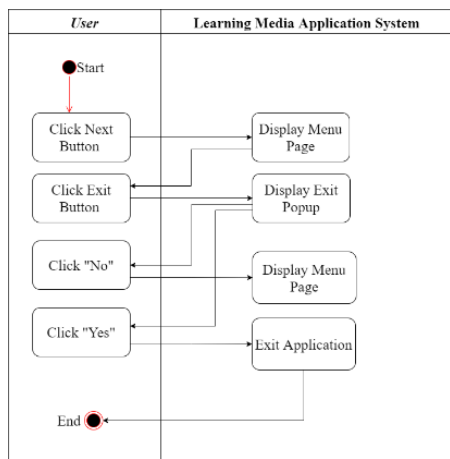 User
Learning Media Application System
Start
Click Next
Button
Display Menu
Page
Click Exit
Button
Display Exit
Popup
Click "No"
Display Menu
Page
Click "Yes"
Exit Application
End